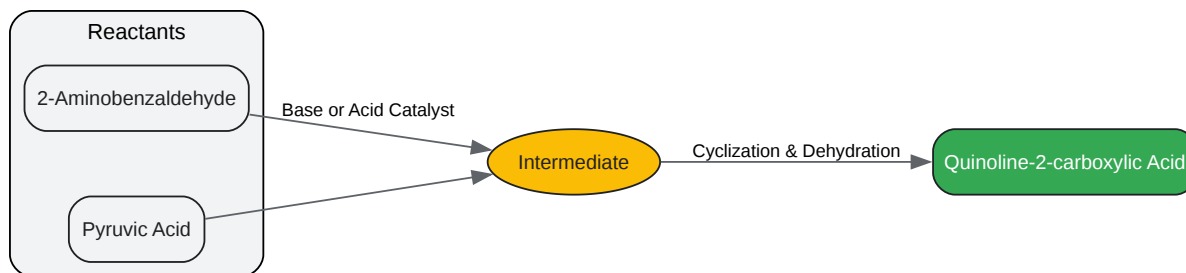 Reactants
2-Aminobenzaldehyde
Base or Acid Catalyst
Intermediate
Cyclization & Dehydration
Quinoline-2-carboxylic Acid
Pyruvic Acid